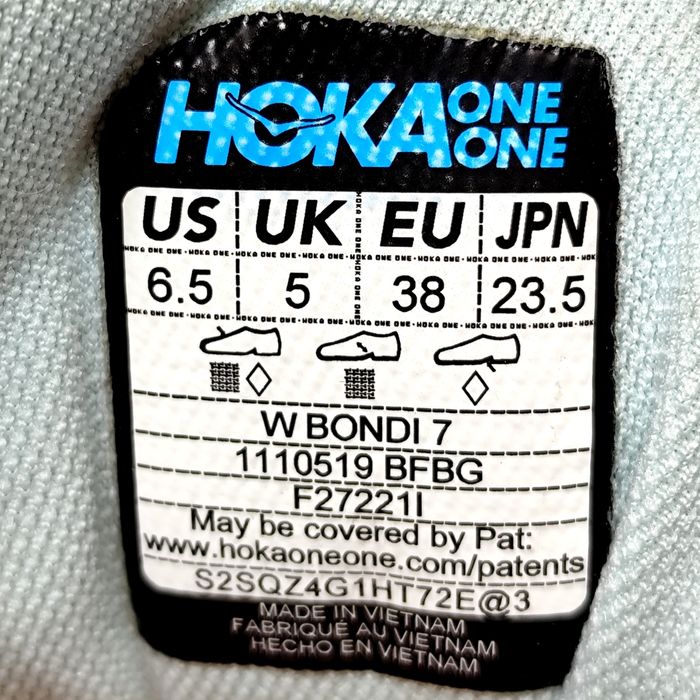 HOKA ONE ONE
US UK EU JPN
6.5 5 38 23.5
W BONDI 7
1110519 BFBG
F27221I
May be covered by Pat:
www.hokaoneone.com/patents
S2SQZ4G1HT72E@3
MADE IN VIETNAM
FABRIQUÉ AU VIETNAM
HECHO EN VIETNAM